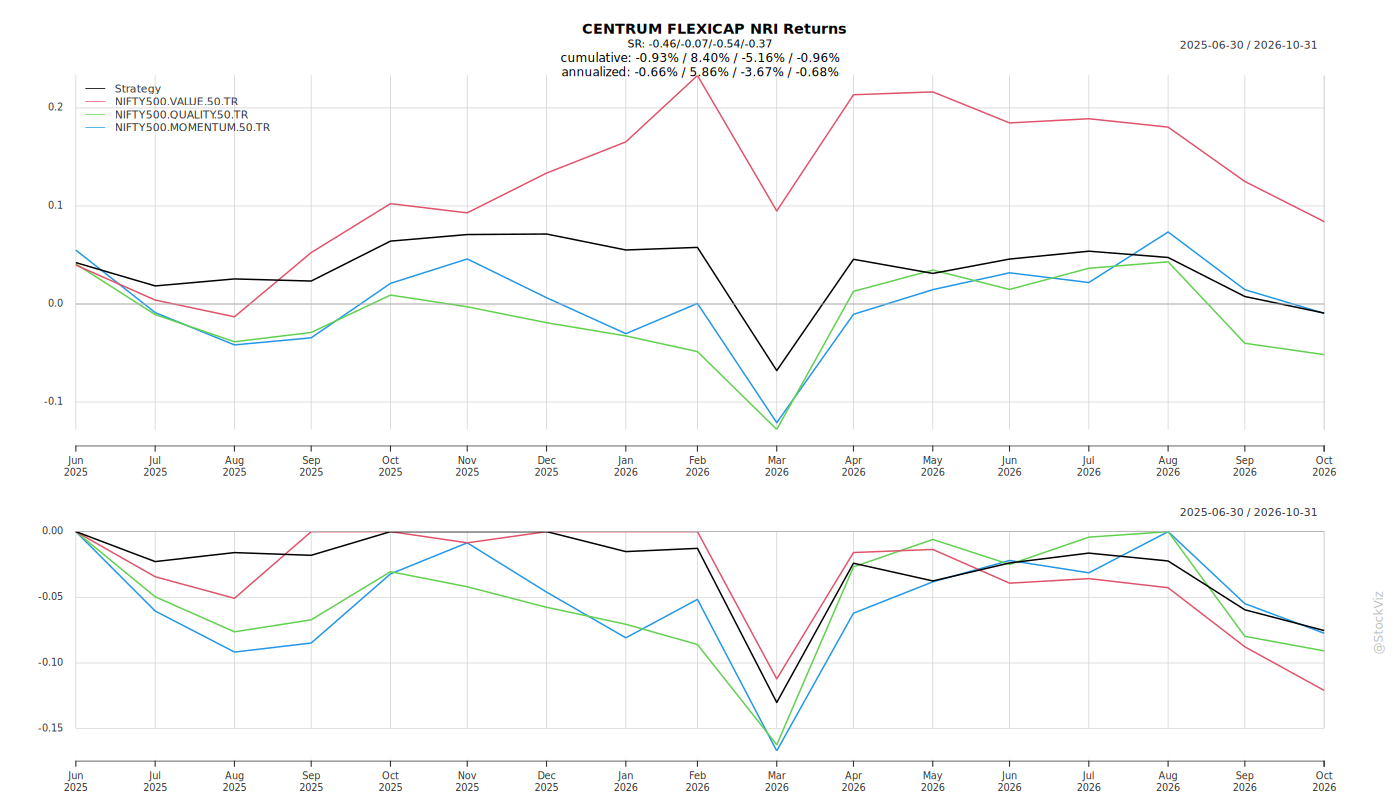 CENTRUM FLEXICAP NRI Returns
SR: -0.46/-0.07/-0.54/-0.37
cumulative: -0.93% / 8.40% / -5.16% / -0.96%
annualized: -0.66% / 5.86% / -3.67% / -0.68%
2025-06-30 / 2026-10-31
Strategy
NIFTY500.VALUE.50.TR
NIFTY500.QUALITY.50.TR
NIFTY500.MOMENTUM.50.TR
0.2
0.1
0.0
-0.1
Jun Jul Aug Sep Oct Nov Dec Jan Feb Mar Apr May Jun Jul Aug Sep Oct
2025 2025 2025 2025 2025 2025 2025 2026 2026 2026 2026 2026 2026 2026 2026 2026 2026
2025-06-30 / 2026-10-31
0.00
-0.05
-0.10
-0.15
Jun Jul Aug Sep Oct Nov Dec Jan Feb Mar Apr May Jun Jul Aug Sep Oct
2025 2025 2025 2025 2025 2025 2025 2026 2026 2026 2026 2026 2026 2026 2026 2026 2026
@StockViz